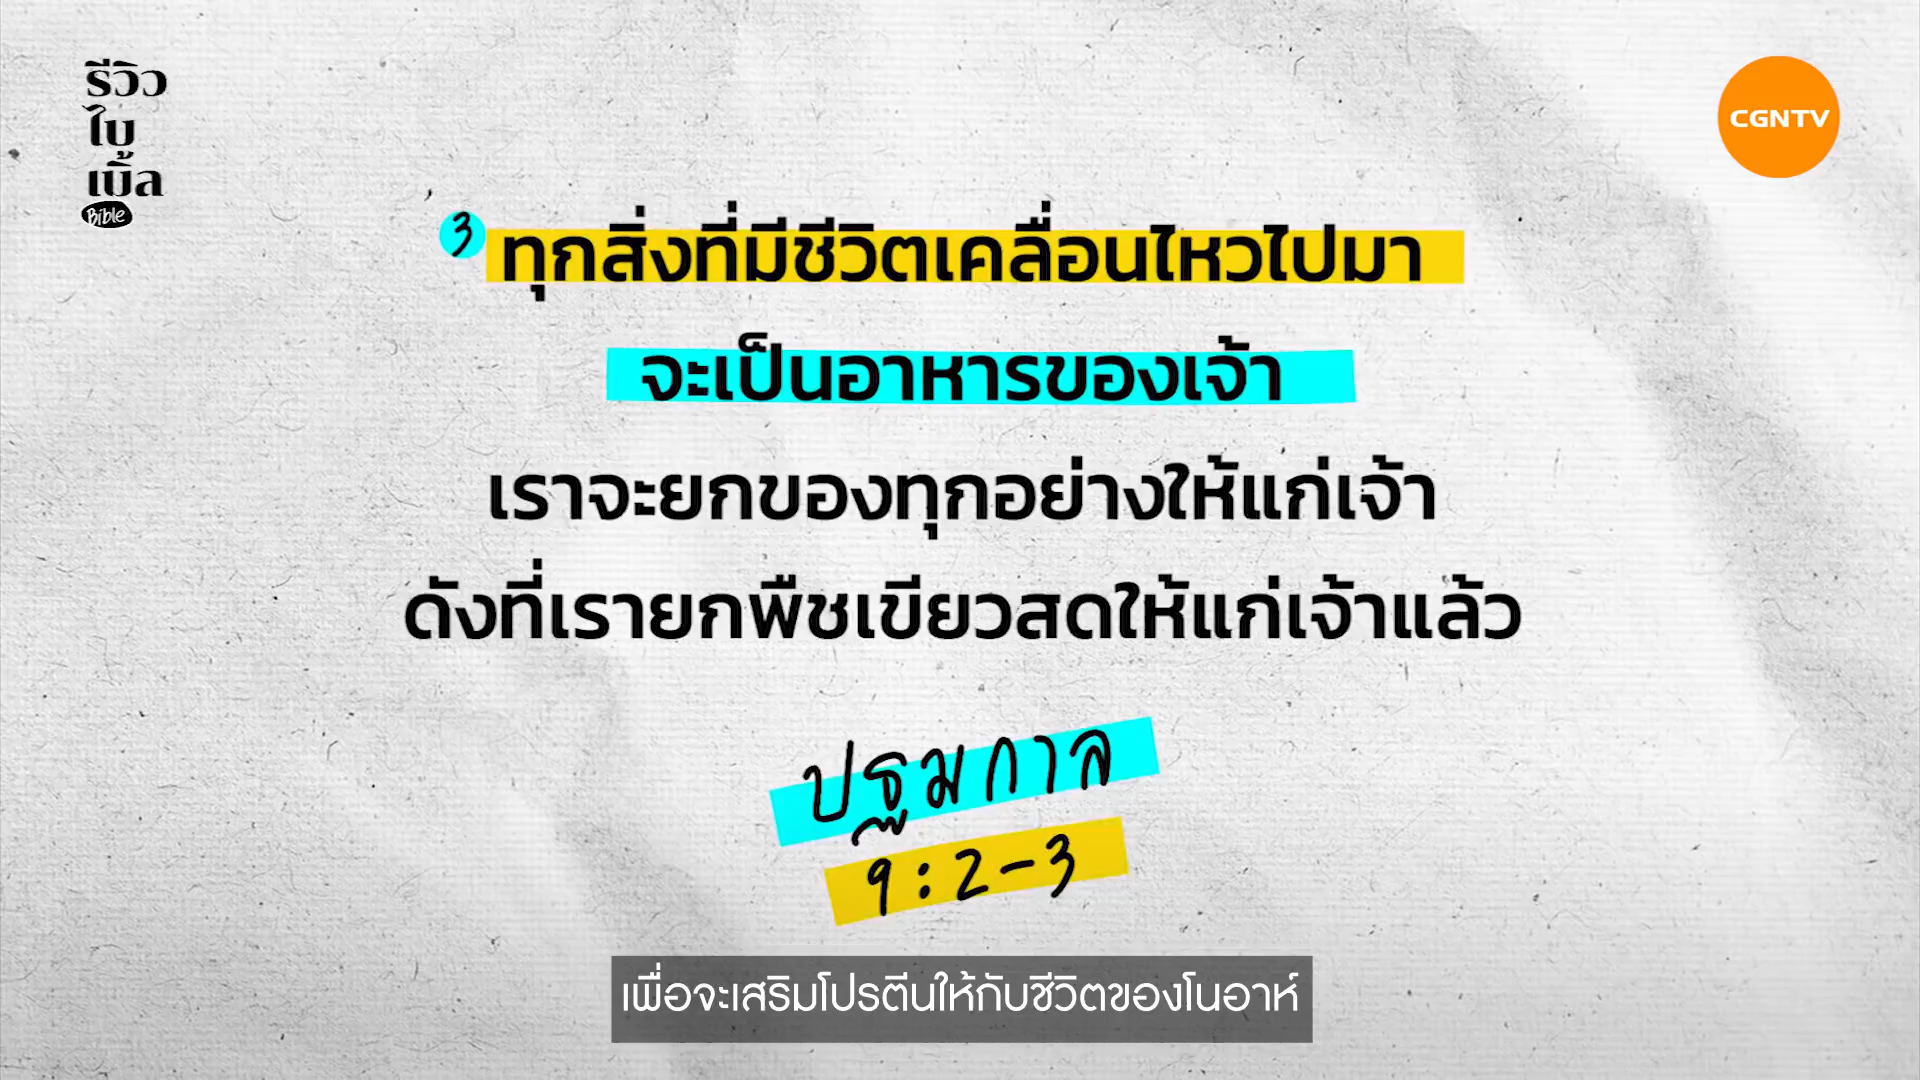 รีวิว
ไบ
เบิ้ล
Bible
CGNTV
3 ทุกสิ่งที่มีชีวิตเคลื่อนไหวไปมา
จะเป็นอาหารของเจ้า
เราจะยกของทุกอย่างให้แก่เจ้า
ดังที่เรายกพืชเขียวสดให้แก่เจ้าแล้ว
ปฐมกาล
9:2-3
เพื่อจะเสริมโปรตีนให้กับชีวิตของโนอาห์